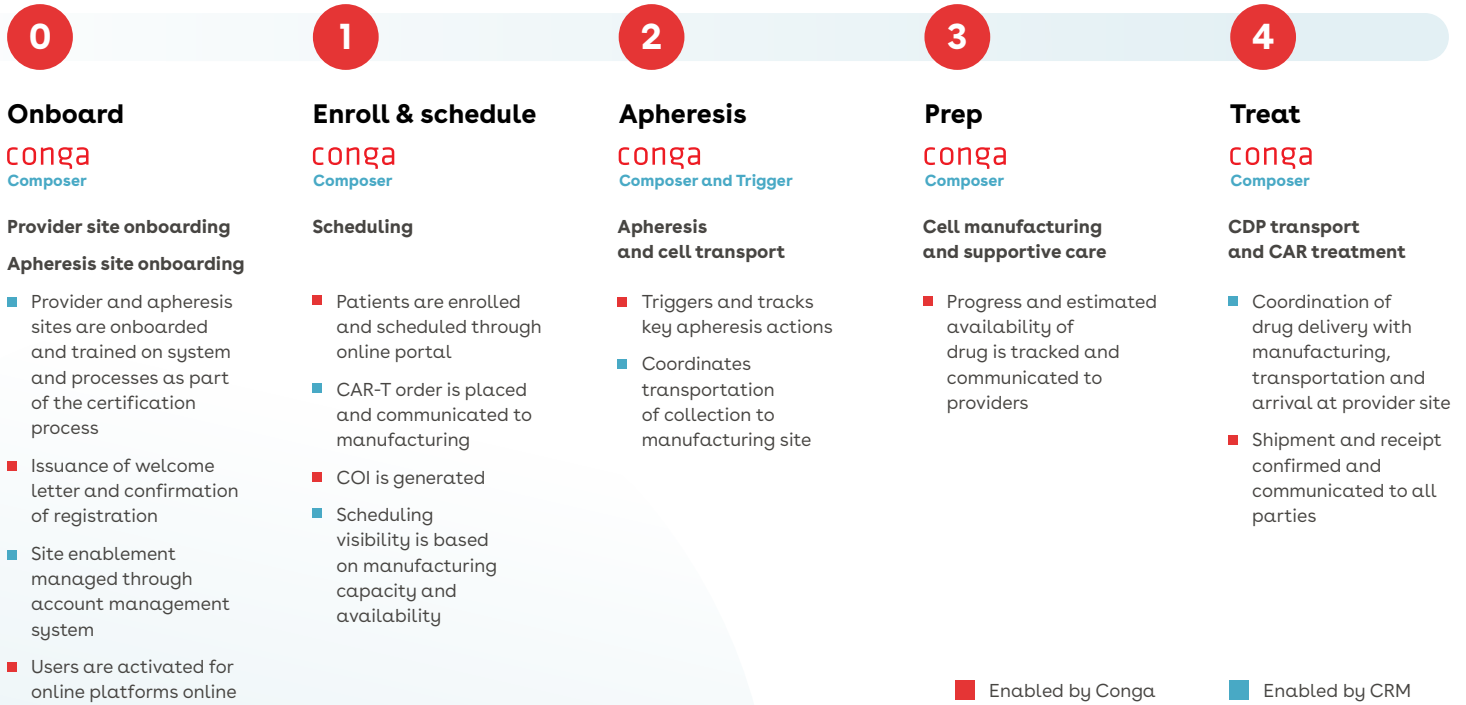 0
Onboard
conga
Composer
Provider site onboarding
Apheresis site onboarding
Provider and apheresis
sites are onboarded
and trained on system
and processes as part
of the certification
process
Issuance of welcome
letter and confirmation
of registration
Site enablement
managed through
account management
system
Users are activated for
online platforms online
1
Enroll & schedule
conga
Composer
Scheduling
Patients are enrolled
and scheduled through
online portal
CAR-T order is placed
and communicated to
manufacturing
COI is generated
Scheduling
visibility is based
on manufacturing
capacity and
availability
2
Apheresis
conga
Composer and Trigger
Apheresis
and cell transport
Triggers and tracks
key apheresis actions
Coordinates
transportation
of collection to
manufacturing site
3
Prep
conga
Composer
Cell manufacturing
and supportive care
Progress and estimated
availability of
drug is tracked and
communicated to
providers
4
Treat
conga
Composer
CDP transport
and CAR treatment
Coordination of
drug delivery with
manufacturing,
transportation and
arrival at provider site
Shipment and receipt
confirmed and
communicated to all
parties
Enabled by Conga
Enabled by CRM